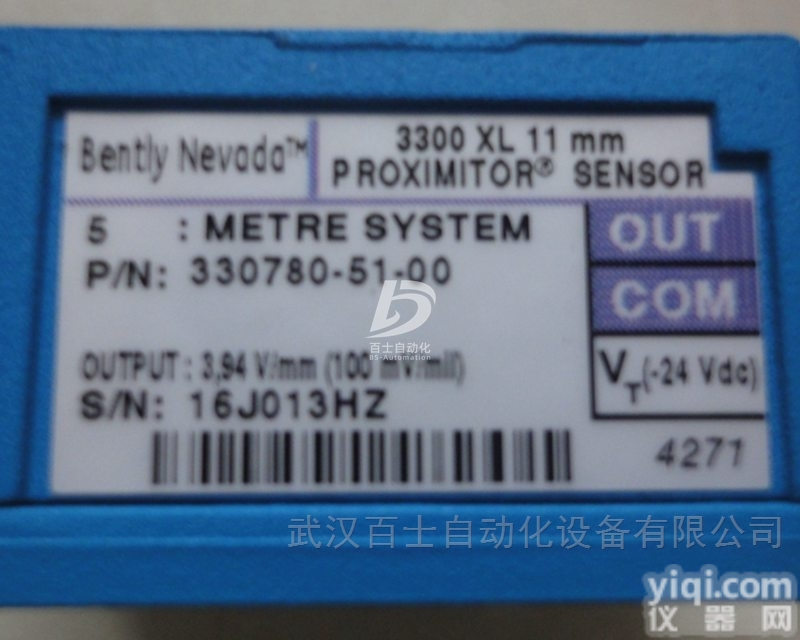 Bently Nevada™
3300 XL 11 mm
PROXIMITOR® SENSOR
5 : METRE SYSTEM
P/N: 330780-51-00
OUTPUT : 3,94 V/mm (100 mV/mil)
S/N: 16J013HZ
OUT
COM
VT(-24 Vdc)
4271
百士自动化
BS-Automation
武汉百士自动化设备有限公司
yiqi.com
仪器网